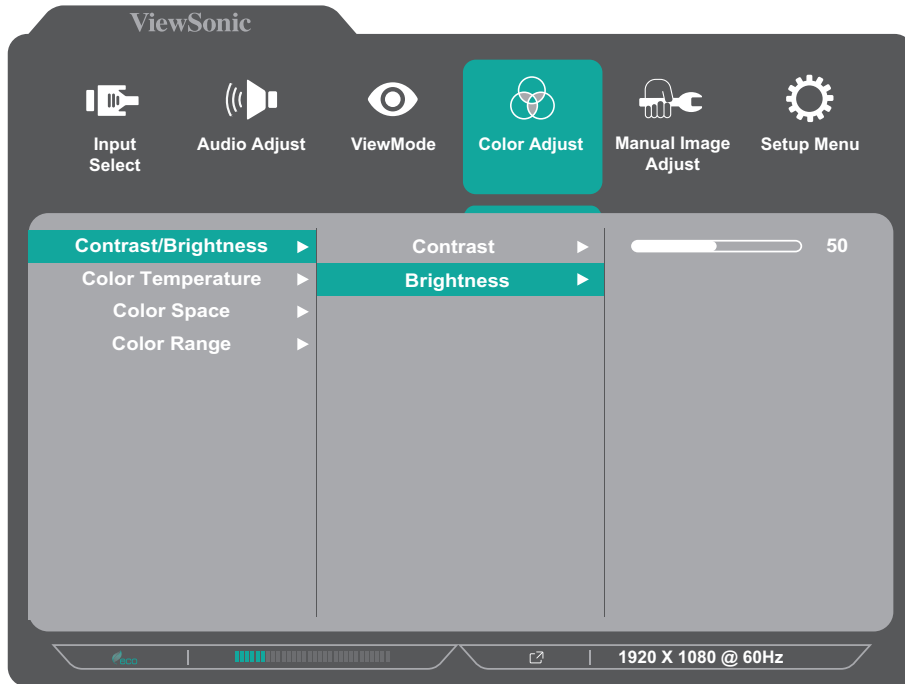 ViewSonic
Input
Select
Audio Adjust
ViewMode
Color Adjust
Manual Image
Adjust
Setup Menu
Contrast/Brightness
Contrast
50
Color Temperature
Brightness
Color Space
Color Range
eco
1920 X 1080 @ 60Hz